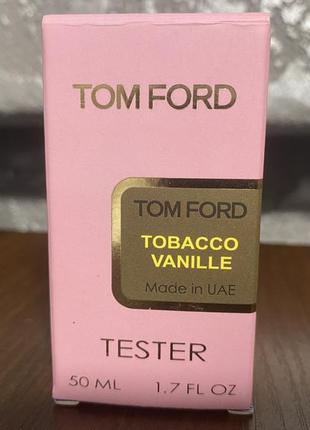 TOM FORD
TOM FORD
TOBACCO
VANILLE
Made in UAE
TESTER
50 ML 1.7 FL OZ